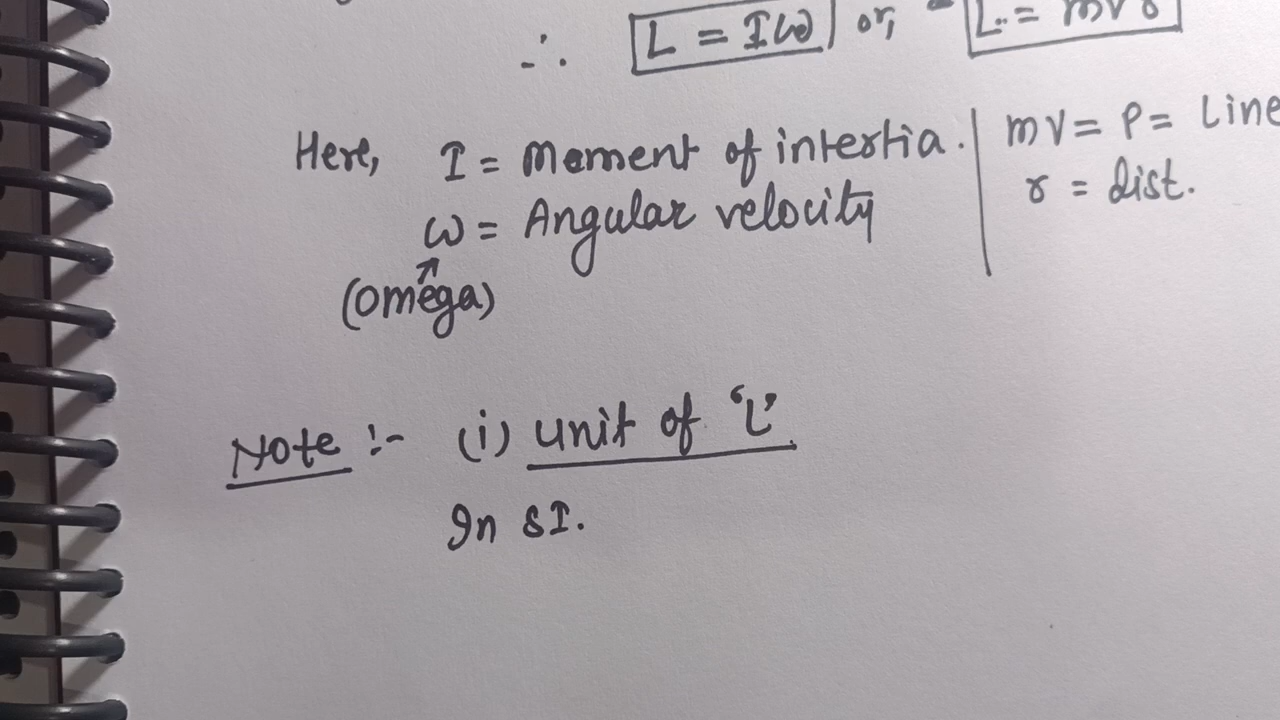 ∴ L = Iω or, L = mvr
Here, I = Moment of intertia. | mv = P = Line
ω = Angular velocity r = dist.
(omega)
Note :- (i) unit of 'L'
In SI.